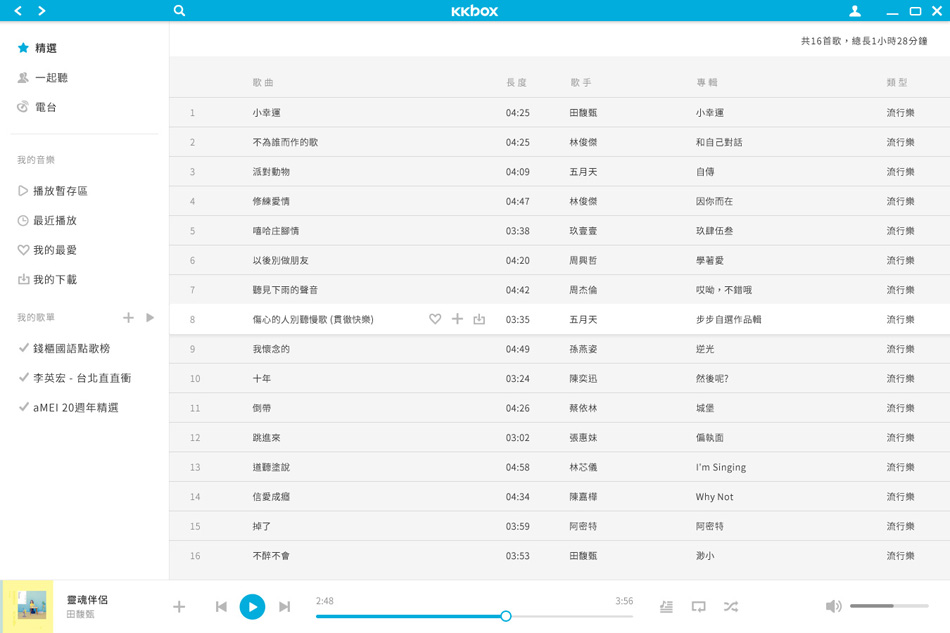 KKBOX
精選
一起聽
電台
我的音樂
播放暫存區
最近播放
我的最愛
我的下載
我的歌單
錢櫃國語點歌榜
李英宏 - 台北直直衝
aMEI 20週年精選
共16首歌，總長1小時28分鐘
歌曲 長度 歌手 專輯 類型
1 小幸運 04:25 田馥甄 小幸運 流行樂
2 不為誰而作的歌 04:25 林俊傑 和自己對話 流行樂
3 派對動物 04:09 五月天 自傳 流行樂
4 修練愛情 04:47 林俊傑 因你而在 流行樂
5 嘻哈庄腳情 03:38 玖壹壹 玖肆伍叁 流行樂
6 以後別做朋友 04:20 周興哲 學著愛 流行樂
7 聽見下雨的聲音 04:42 周杰倫 哎呦，不錯哦 流行樂
8 傷心的人別聽慢歌 (貫徹快樂) 03:35 五月天 步步自選作品輯 流行樂
9 我懷念的 04:49 孫燕姿 逆光 流行樂
10 十年 03:24 陳奕迅 然後呢? 流行樂
11 倒帶 04:26 蔡依林 城堡 流行樂
12 跳進來 03:02 張惠妹 偏執面 流行樂
13 道聽塗說 04:58 林芯儀 I'm Singing 流行樂
14 信愛成癮 04:34 陳嘉樺 Why Not 流行樂
15 掉了 03:59 阿密特 阿密特 流行樂
16 不醉不會 03:53 田馥甄 渺小 流行樂
靈魂伴侶
田馥甄
2:48 3:56